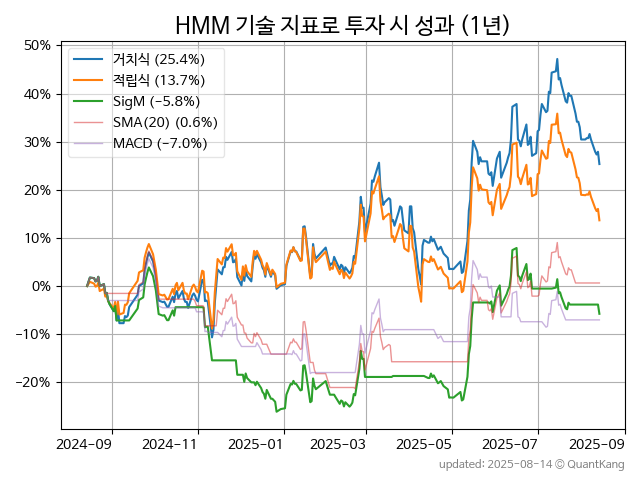 HMM 기술 지표로 투자 시 성과 (1년)
거치식 (25.4%)
적립식 (13.7%)
SigM (−5.8%)
SMA(20) (0.6%)
MACD (−7.0%)
50%
40%
30%
20%
10%
0%
−10%
−20%
2024-09
2024-11
2025-01
2025-03
2025-05
2025-07
2025-09
updated: 2025-08-14 © QuantKang